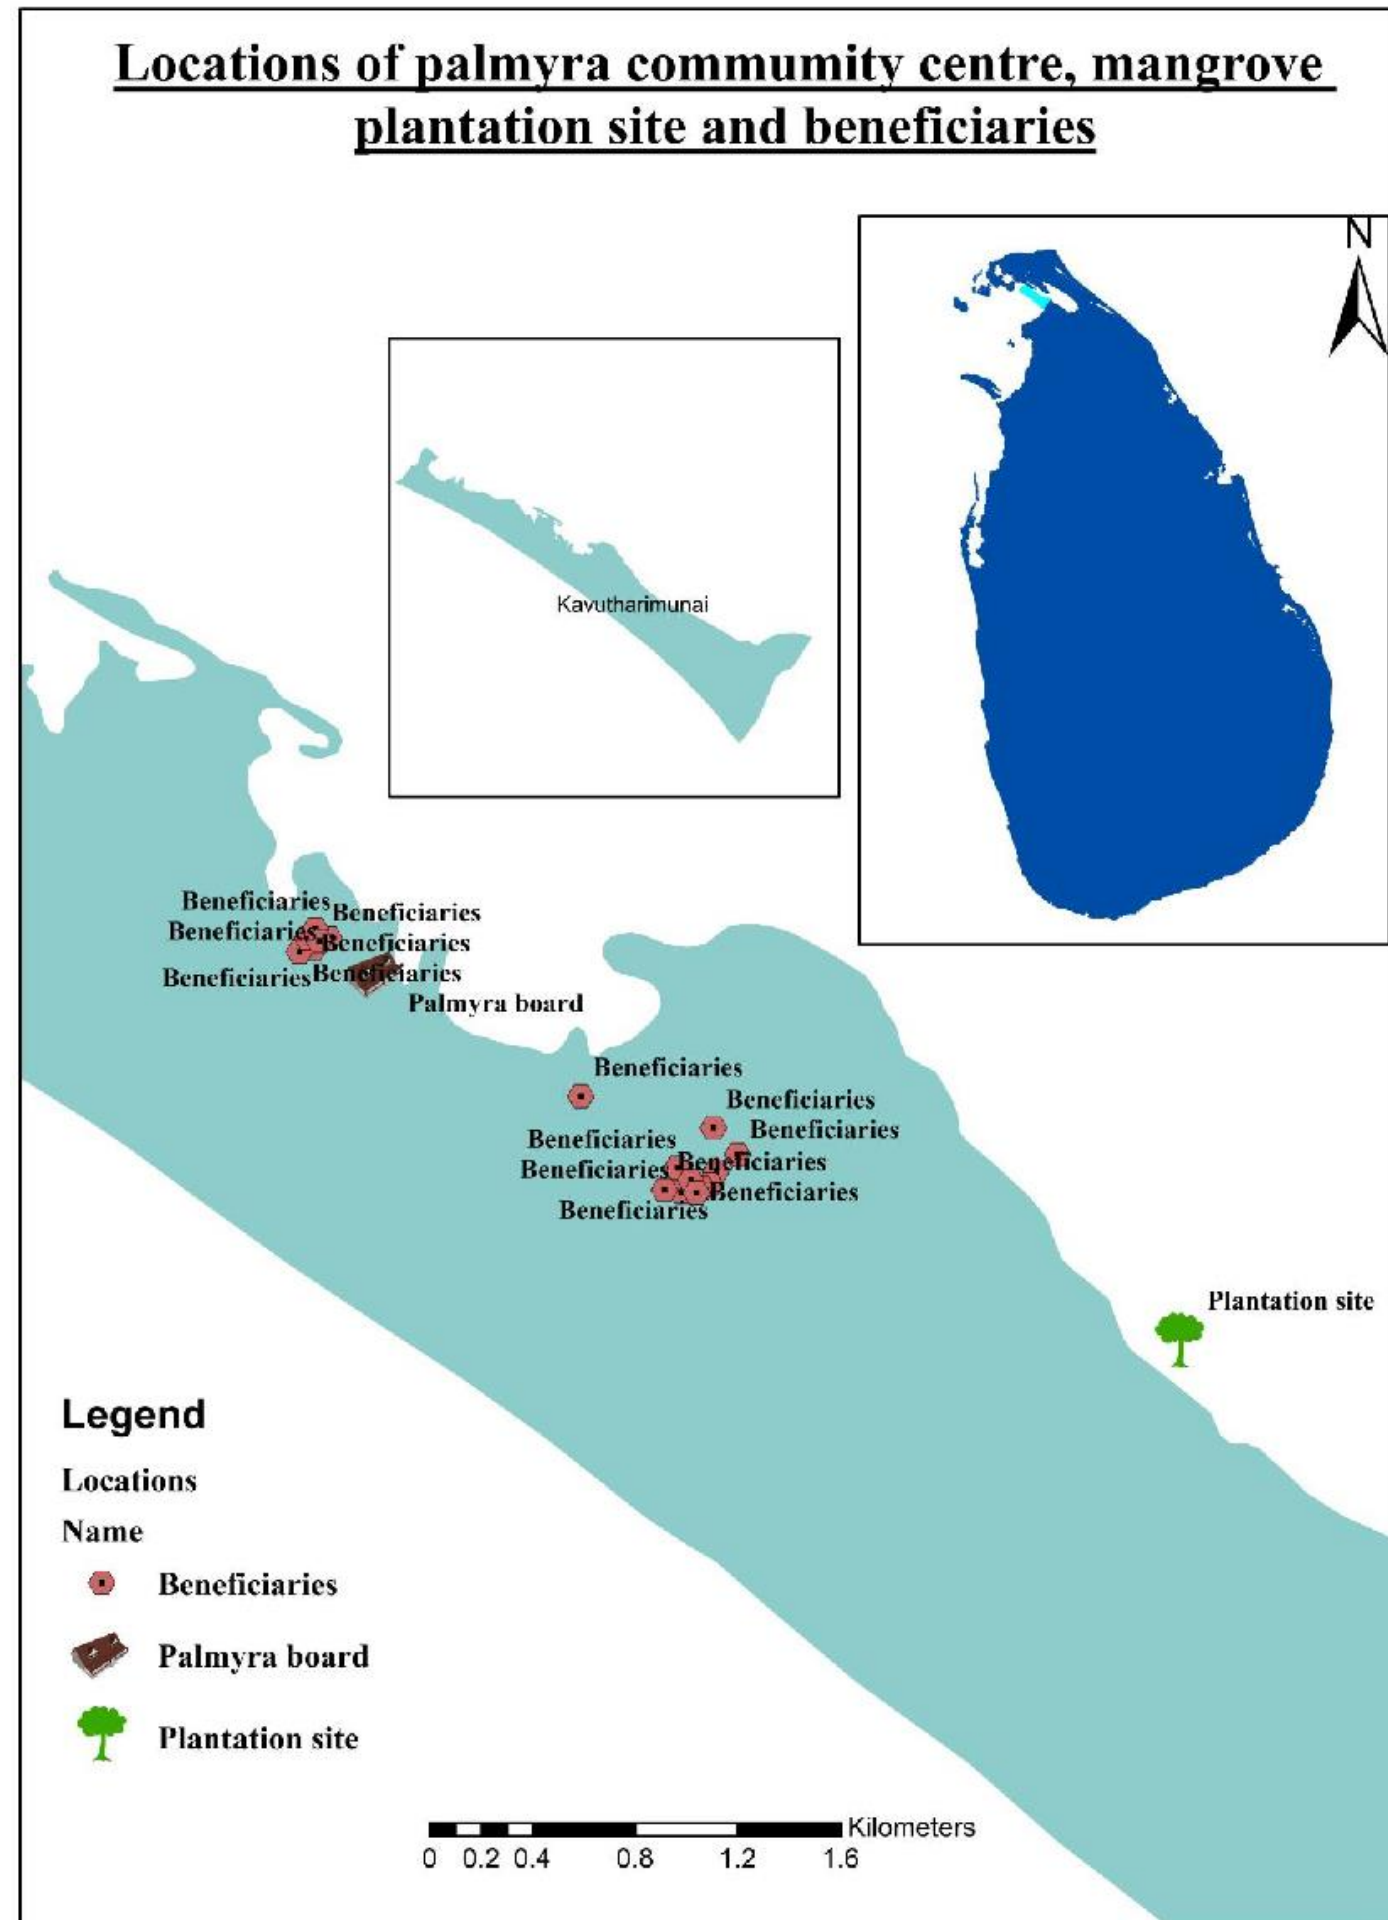 Locations of palmyra commumity centre, mangrove
plantation site and beneficiaries
N
Kavutharimunai
Beneficiaries
Beneficiaries
Beneficiaries
Beneficiaries
Beneficiaries
Beneficiaries
Palmyra board
Beneficiaries
Beneficiaries
Beneficiaries
Beneficiaries
Beneficiaries
Beneficiaries
Beneficiaries
Beneficiaries
Plantation site
Legend
Locations
Name
Beneficiaries
Palmyra board
Plantation site
Kilometers
0 0.2 0.4 0.8 1.2 1.6